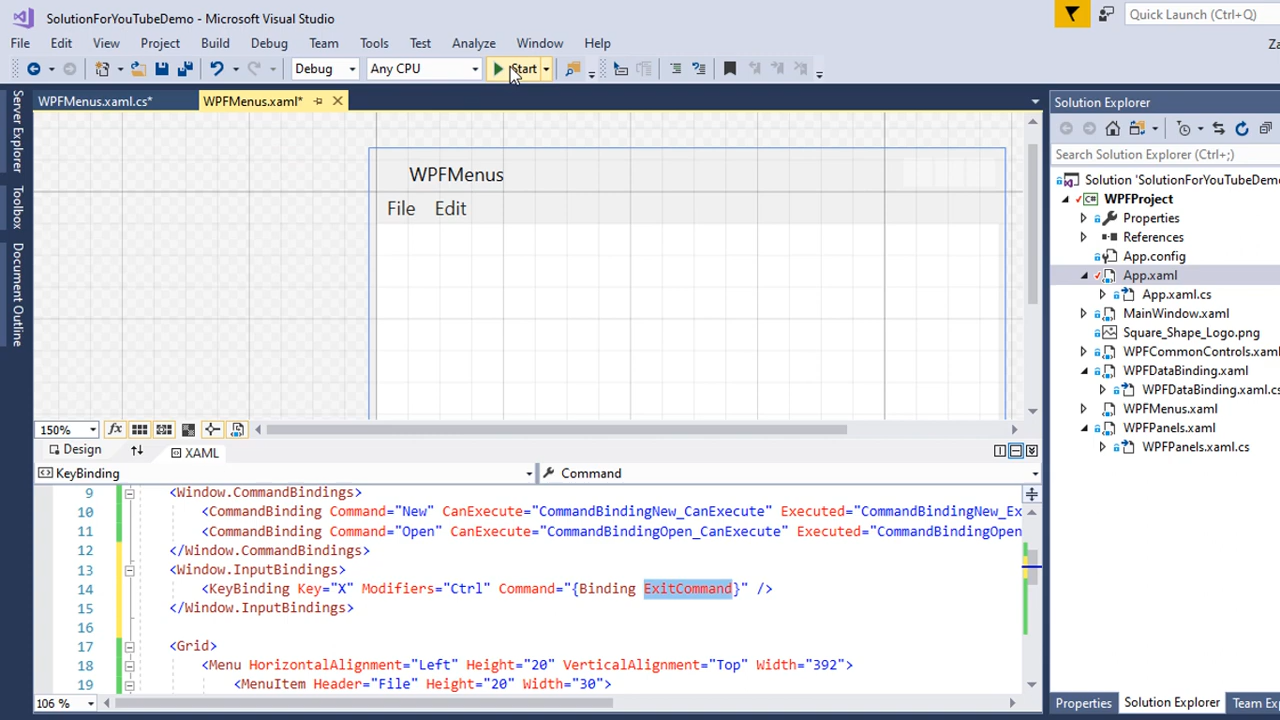 SolutionForYouTubeDemo - Microsoft Visual Studio
Quick Launch (Ctrl+Q)
File Edit View Project Build Debug Team Tools Test Analyze Window Help
Za
Debug Any CPU Start
WPFMenus.xaml.cs* WPFMenus.xaml*
Server Explorer
Toolbox
Document Outline
WPFMenus
File Edit
150%
fx
Design XAML
KeyBinding Command
9 <Window.CommandBindings>
10 <CommandBinding Command="New" CanExecute="CommandBindingNew_CanExecute" Executed="CommandBindingNew_Ex
11 <CommandBinding Command="Open" CanExecute="CommandBindingOpen_CanExecute" Executed="CommandBindingOpen
12 </Window.CommandBindings>
13 <Window.InputBindings>
14 <KeyBinding Key="X" Modifiers="Ctrl" Command="{Binding ExitCommand}" />
15 </Window.InputBindings>
16
17 <Grid>
18 <Menu HorizontalAlignment="Left" Height="20" VerticalAlignment="Top" Width="392">
19 <MenuItem Header="File" Height="20" Width="30">
106 %
Solution Explorer
Search Solution Explorer (Ctrl+;)
Solution 'SolutionForYouTubeDemo
C# WPFProject
Properties
References
App.config
App.xaml
App.xaml.cs
MainWindow.xaml
Square_Shape_Logo.png
WPFCommonControls.xaml
WPFDataBinding.xaml
WPFDataBinding.xaml.cs
WPFMenus.xaml
WPFPanels.xaml
WPFPanels.xaml.cs
Properties Solution Explorer Team Ex